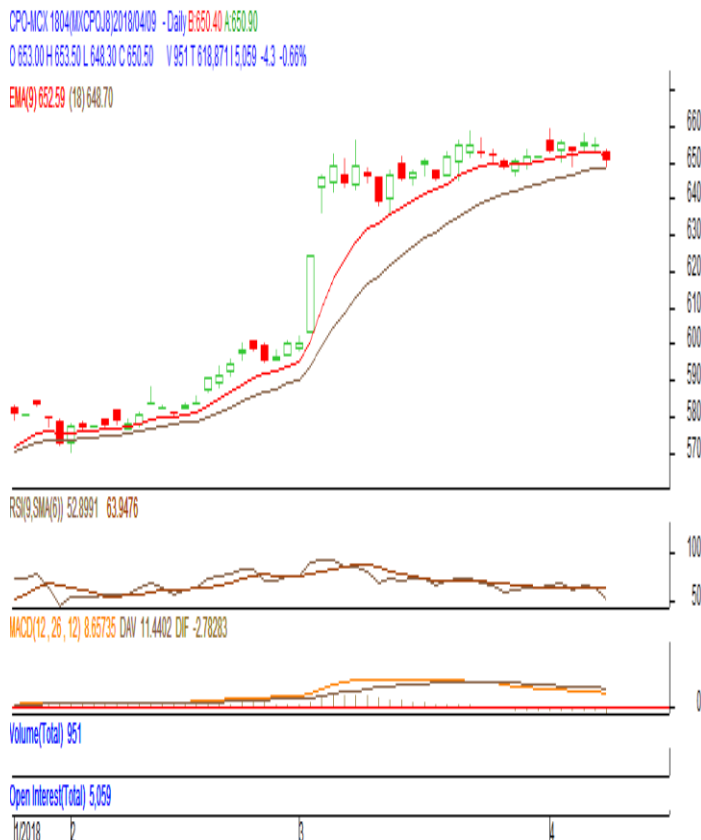 CPO-MCX 1804(MXCPOJ8)2018/04/09 - Daily B:650.40 A:650.90
O 653.00 H 653.50 L 648.30 C 650.50 V 951 T 618,871 I 5,059 -4.3 -0.66%
EMA(9) 652.59 (18) 648.70
660
650
640
630
620
610
600
590
580
570
RSI(9,SMA(6)) 52.8991 63.9476
100
50
MACD(12 , 26 , 12) 8.65735 DAV 11.4402 DIF -2.78283
0
Volume(Total) 951
Open Interest(Total) 5,059
1/2018 2 3 4